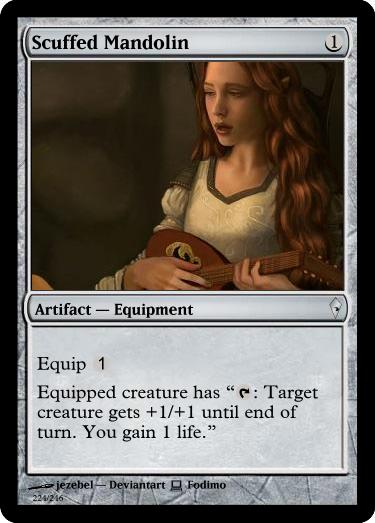 Scuffed Mandolin 1
Artifact — Equipment
Equip 1
Equipped creature has “: Target
creature gets +1/+1 until end of
turn. You gain 1 life.”
jezebel — Deviantart Fodimo
224/246